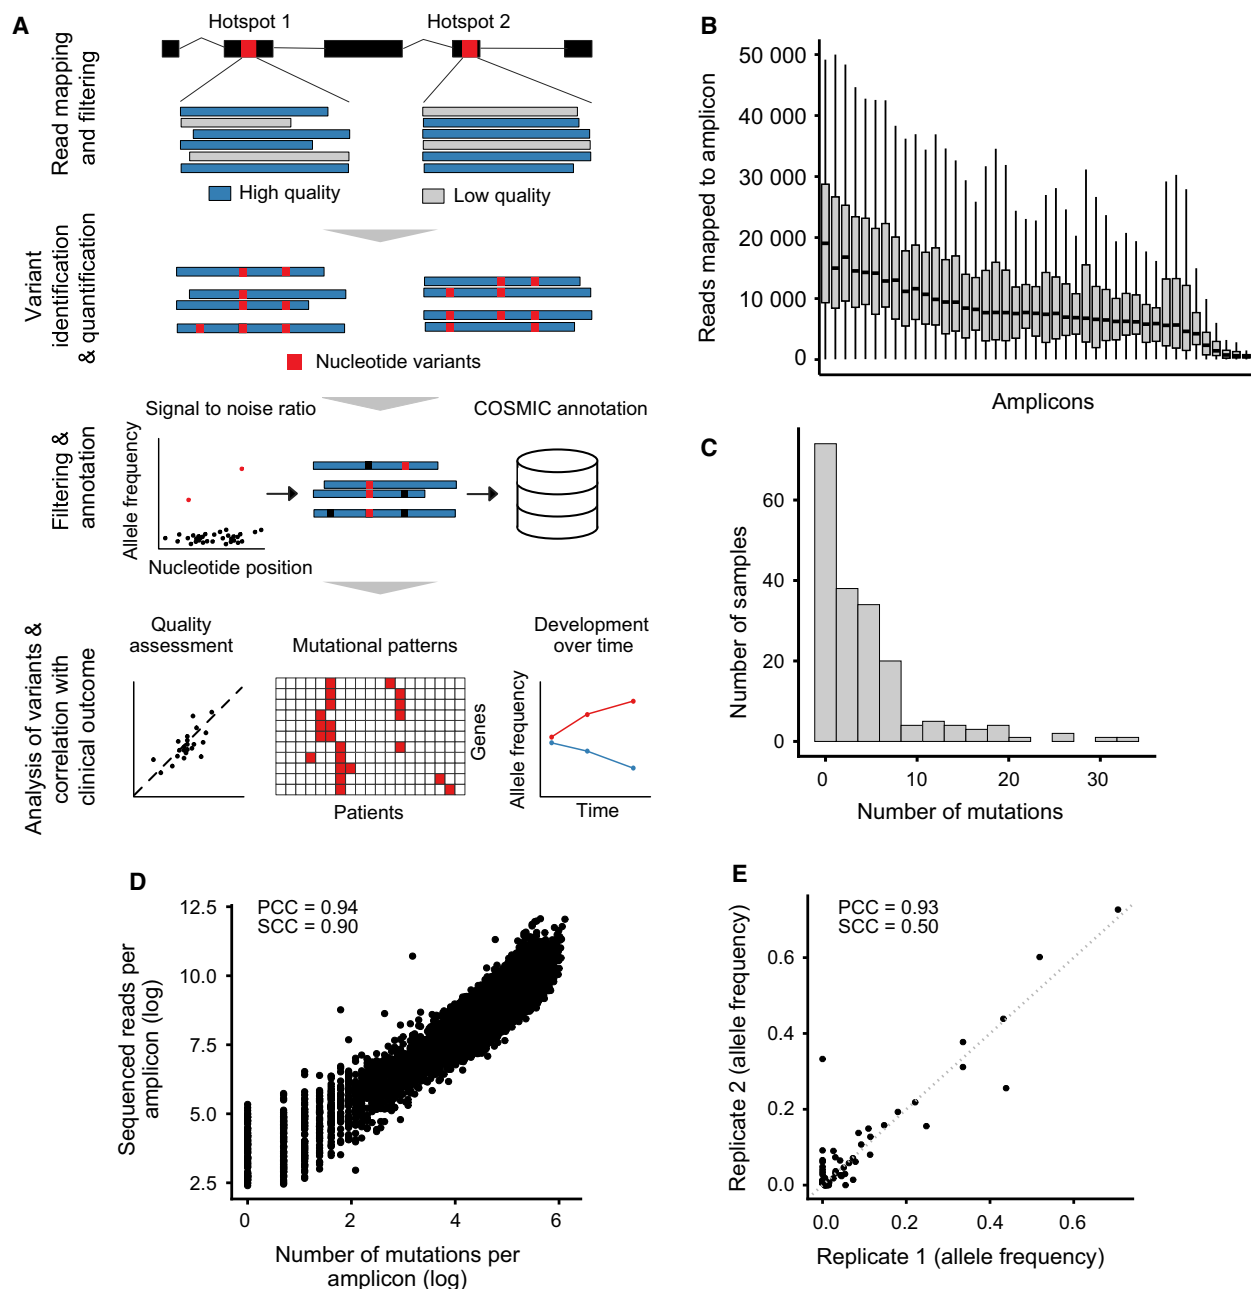 A
Hotspot 1
Hotspot 2
Read mapping
and filtering
High quality
Low quality
Variant
identification
& quantification
Nucleotide variants
Filtering &
annotation
Signal to noise ratio
COSMIC annotation
Allele frequency
Nucleotide position
Analysis of variants &
correlation with
clinical outcome
Quality
assessment
Mutational patterns
Development
over time
Genes
Patients
Allele frequency
Time
B
Reads mapped to amplicon
50 000
40 000
30 000
20 000
10 000
0
Amplicons
C
Number of samples
60
40
20
0
0
10
20
30
Number of mutations
D
PCC = 0.94
SCC = 0.90
Sequenced reads per
amplicon (log)
12.5
10.0
7.5
5.0
2.5
0
2
4
6
Number of mutations per
amplicon (log)
E
PCC = 0.93
SCC = 0.50
Replicate 2 (allele frequency)
0.6
0.4
0.2
0.0
0.0
0.2
0.4
0.6
Replicate 1 (allele frequency)